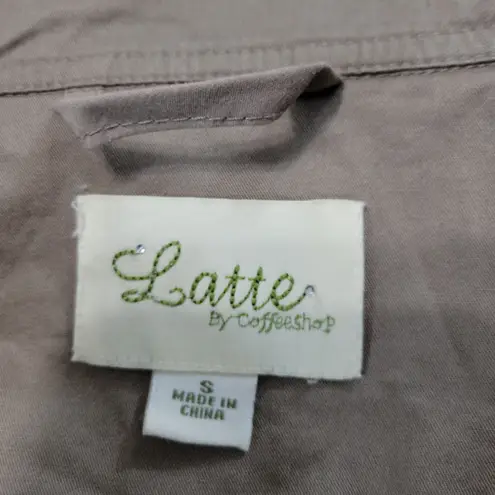 Latte
By Coffeeshop
S
MADE IN
CHINA